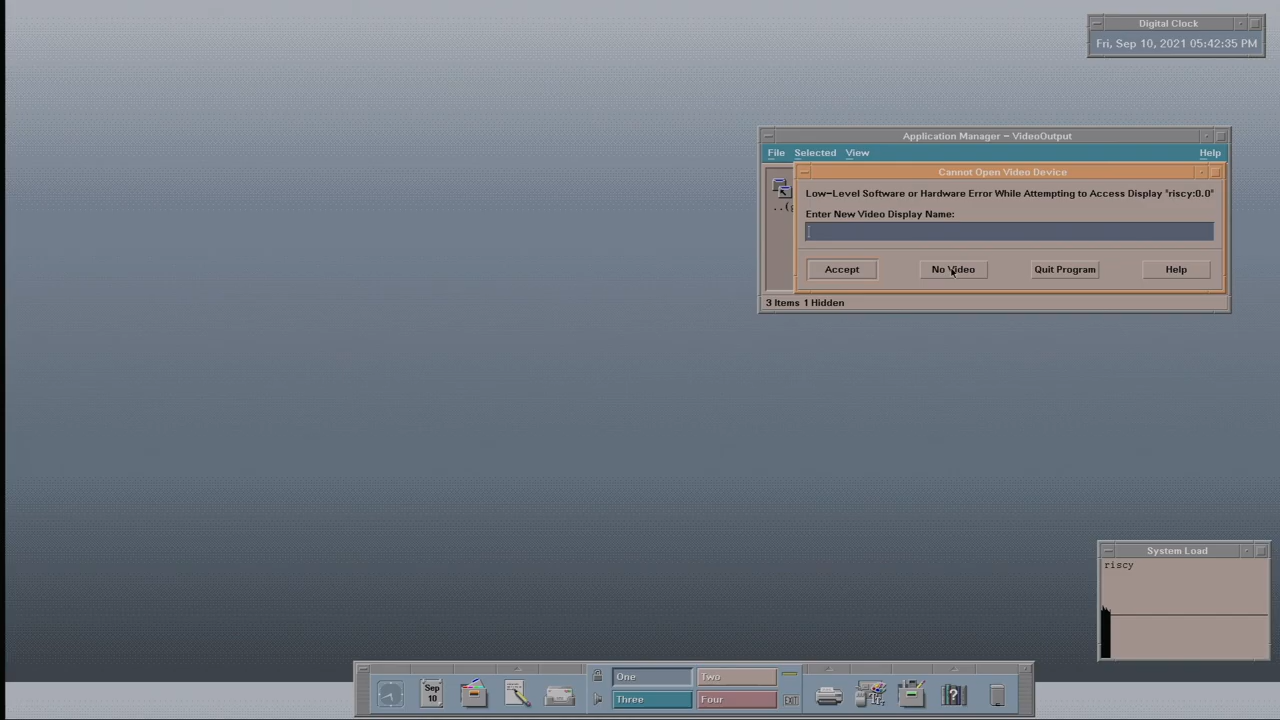 Digital Clock
Fri, Sep 10, 2021 05:42:35 PM
Application Manager - VideoOutput
File Selected View Help
Cannot Open Video Device
Low-Level Software or Hardware Error While Attempting to Access Display "riscy:0.0"
..(g
Enter New Video Display Name:
Accept No Video Quit Program Help
3 Items 1 Hidden
System Load
riscy
One Two
Sep
10
Three Four
EXIT